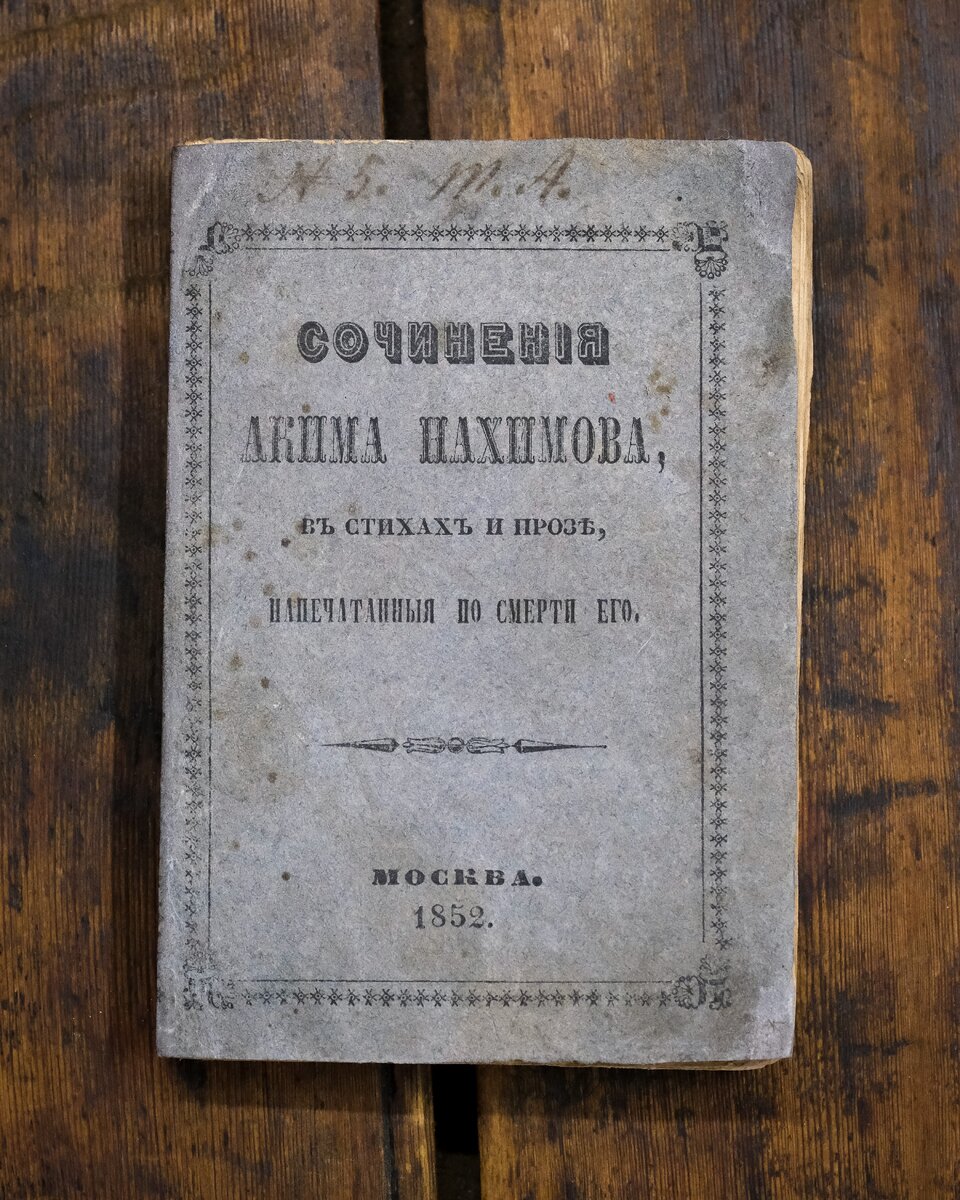 № 5. Т. А.
СОЧИНЕНІЯ
АКИМА НАХИМОВА,
ВЪ СТИХАХЪ И ПРОЗѢ,
НАПЕЧАТАННЫЯ ПО СМЕРТИ ЕГО.
МОСКВА.
1852.